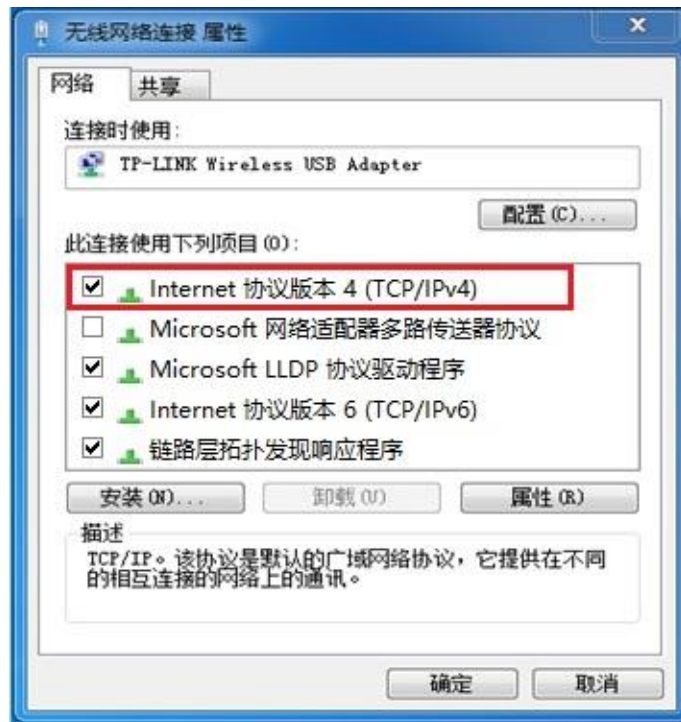 无线网络连接 属性
网络
共享
连接时使用:
TP-LINK Wireless USB Adapter
配置(C)...
此连接使用下列项目(O):
Internet 协议版本 4 (TCP/IPv4)
Microsoft 网络适配器多路传送器协议
Microsoft LLDP 协议驱动程序
Internet 协议版本 6 (TCP/IPv6)
链路层拓扑发现响应程序
安装(N)...
卸载(U)
属性(R)
描述
TCP/IP。该协议是默认的广域网络协议，它提供在不同
的相互连接的网络上的通讯。
确定
取消